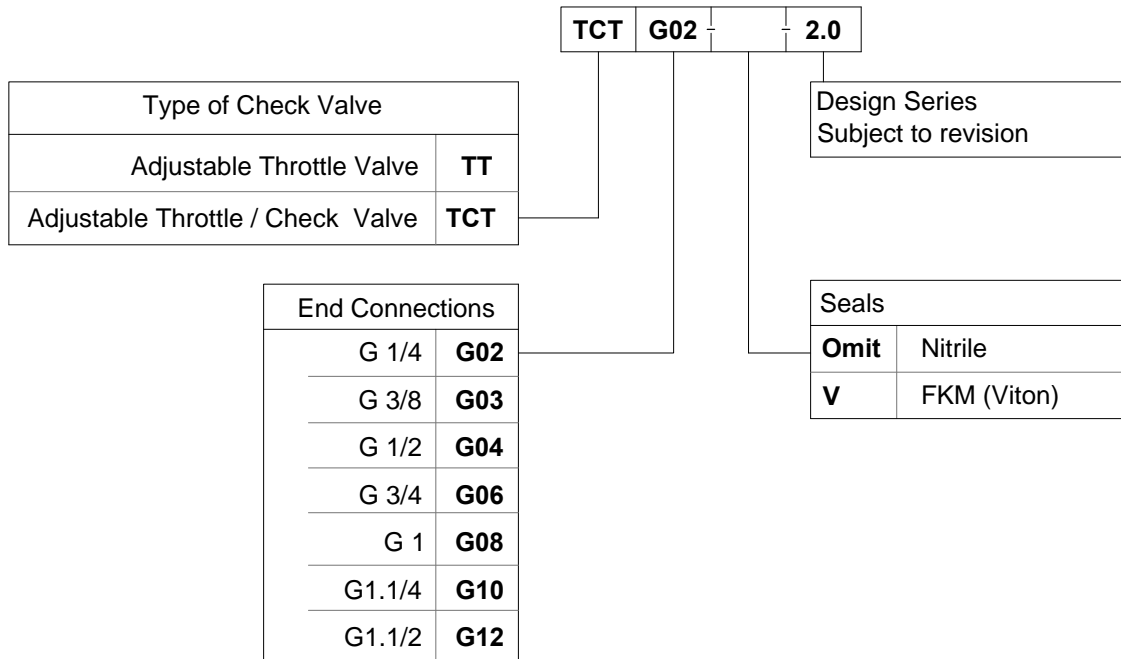 TCT G02 - - 2.0
Type of Check Valve
Adjustable Throttle Valve TT
Adjustable Throttle / Check Valve TCT
Design Series
Subject to revision
End Connections
G 1/4 G02
G 3/8 G03
G 1/2 G04
G 3/4 G06
G 1 G08
G1.1/4 G10
G1.1/2 G12
Seals
Omit Nitrile
V FKM (Viton)